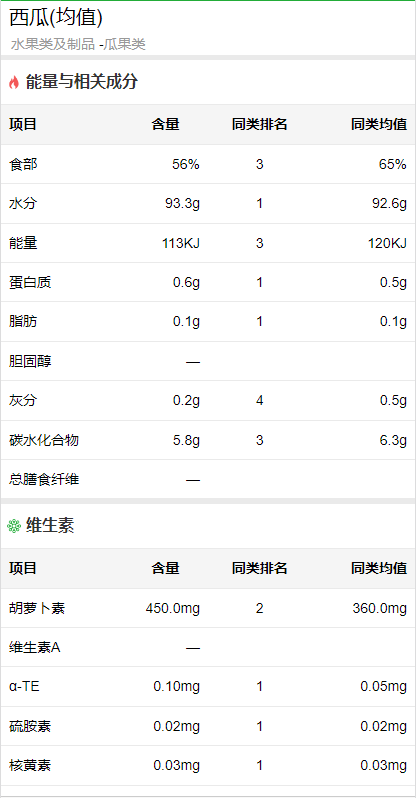 西瓜(均值)
水果类及制品 -瓜果类
能量与相关成分
项目 含量 同类排名 同类均值
食部 56% 3 65%
水分 93.3g 1 92.6g
能量 113KJ 3 120KJ
蛋白质 0.6g 1 0.5g
脂肪 0.1g 1 0.1g
胆固醇 —
灰分 0.2g 4 0.5g
碳水化合物 5.8g 3 6.3g
总膳食纤维 —
维生素
项目 含量 同类排名 同类均值
胡萝卜素 450.0mg 2 360.0mg
维生素A —
α-TE 0.10mg 1 0.05mg
硫胺素 0.02mg 1 0.02mg
核黄素 0.03mg 1 0.03mg